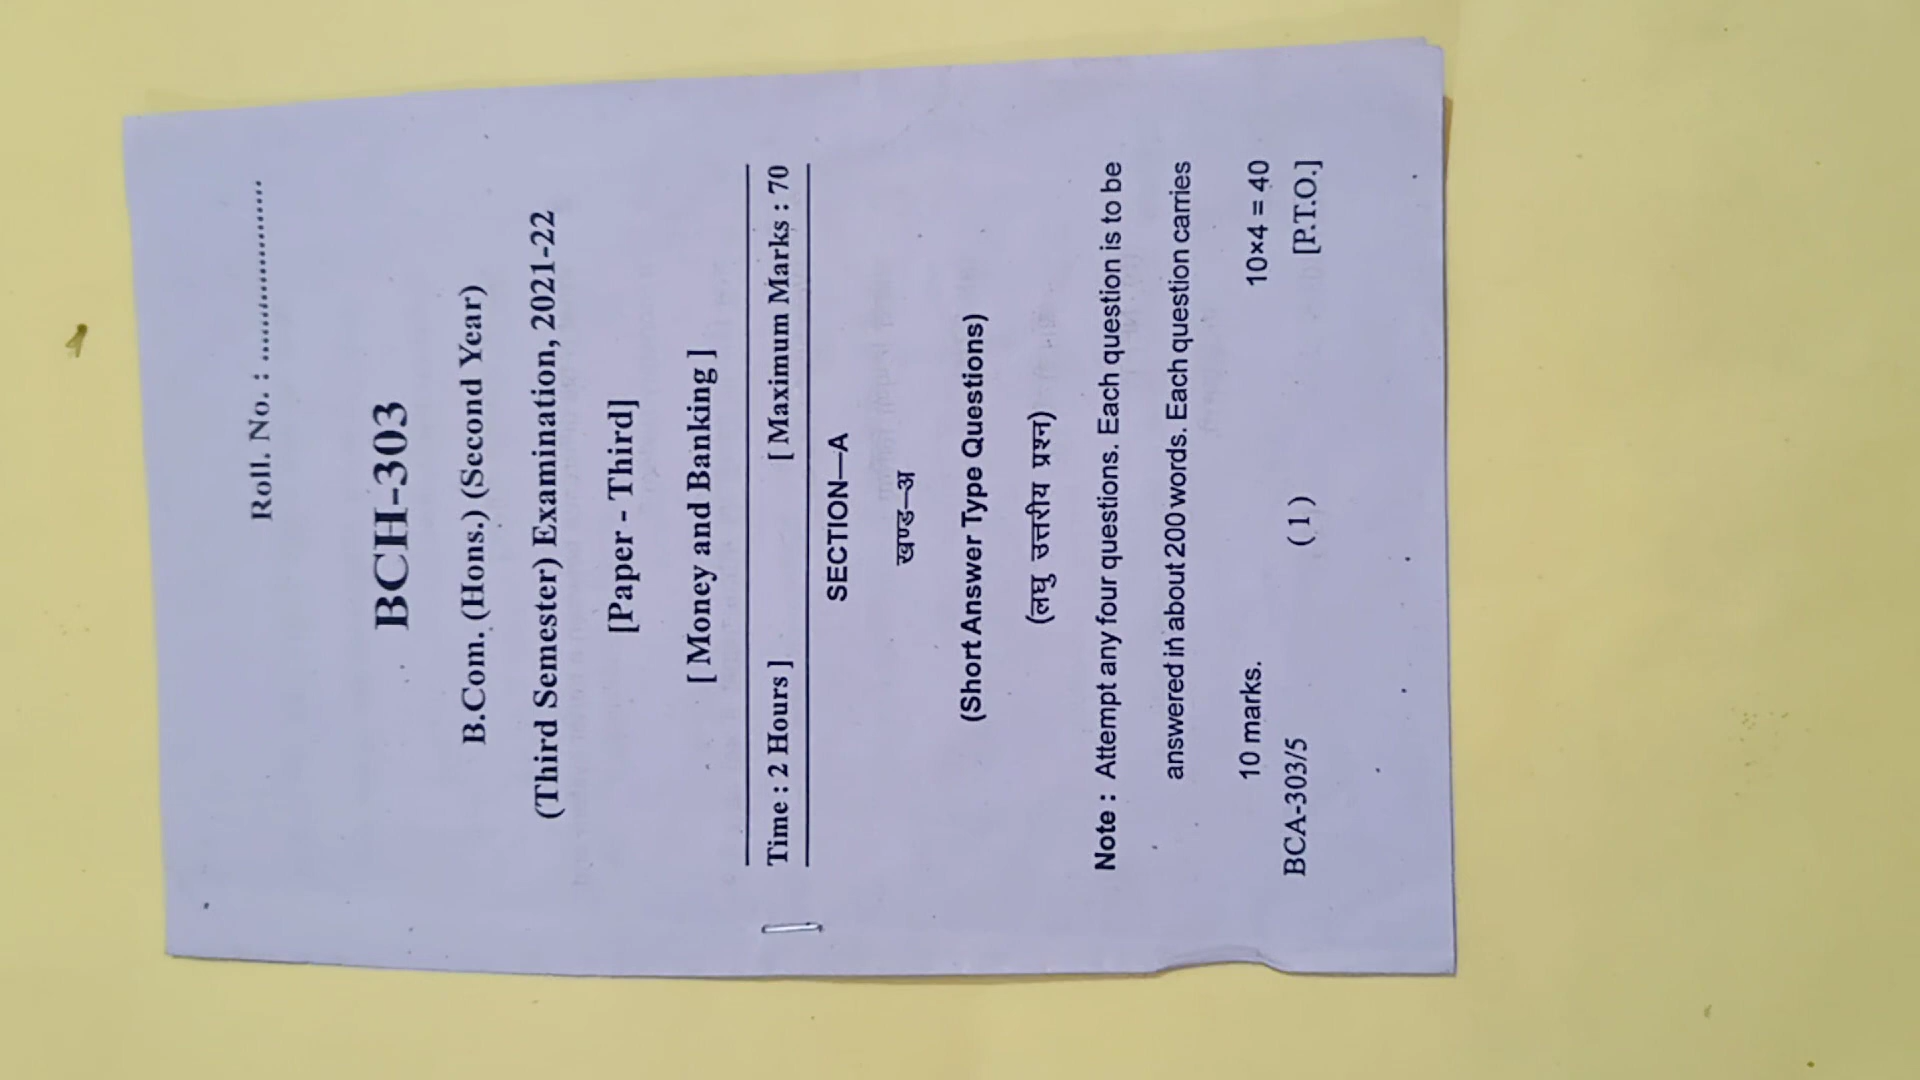 Roll. No. : ........................
BCH-303
B.Com. (Hons.) (Second Year)
(Third Semester) Examination, 2021-22
[Paper - Third]
[ Money and Banking ]
Time : 2 Hours ] [ Maximum Marks : 70
SECTION—A
खण्ड–अ
(Short Answer Type Questions)
(लघु उत्तरीय प्रश्न)
Note : Attempt any four questions. Each question is to be
answered in about 200 words. Each question carries
10 marks. 10×4 = 40
BCA-303/5 (1) [P.T.O.]